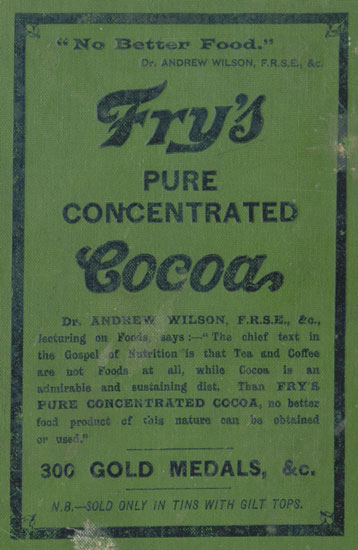 "No Better Food."
Dr. ANDREW WILSON, F.R.S.E., &c.
Fry's
PURE
CONCENTRATED
Cocoa
Dr. ANDREW WILSON, F.R.S.E., &c.,
lecturing on Foods, says:—"The chief text in
the Gospel of Nutrition is that Tea and Coffee
are not Foods at all, while Cocoa is an
admirable and sustaining diet. Than FRY'S
PURE CONCENTRATED COCOA, no better
food product of this nature can be obtained
or used."
300 GOLD MEDALS, &c.
N.B.—SOLD ONLY IN TINS WITH GILT TOPS.